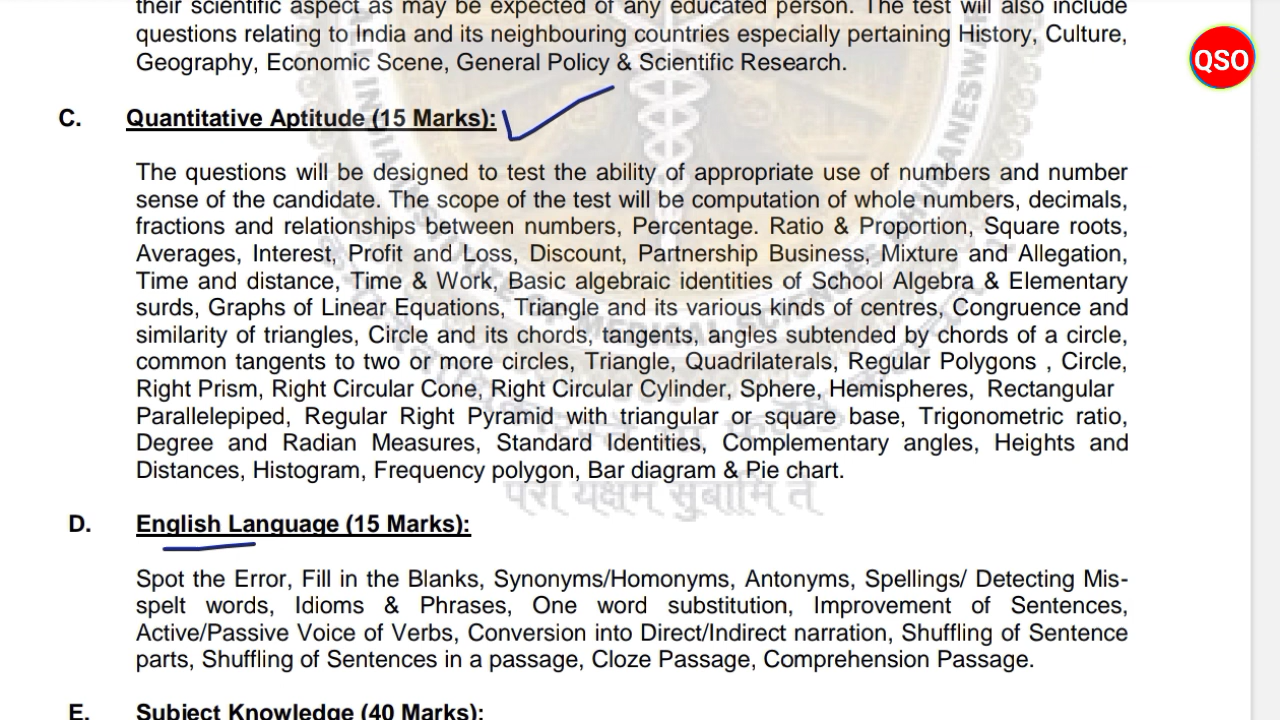 their scientific aspect as may be expected of any educated person. The test will also include
questions relating to India and its neighbouring countries especially pertaining History, Culture,
Geography, Economic Scene, General Policy & Scientific Research.
QSO
C. Quantitative Aptitude (15 Marks):
The questions will be designed to test the ability of appropriate use of numbers and number
sense of the candidate. The scope of the test will be computation of whole numbers, decimals,
fractions and relationships between numbers, Percentage. Ratio & Proportion, Square roots,
Averages, Interest, Profit and Loss, Discount, Partnership Business, Mixture and Allegation,
Time and distance, Time & Work, Basic algebraic identities of School Algebra & Elementary
surds, Graphs of Linear Equations, Triangle and its various kinds of centres, Congruence and
similarity of triangles, Circle and its chords, tangents, angles subtended by chords of a circle,
common tangents to two or more circles, Triangle, Quadrilaterals, Regular Polygons , Circle,
Right Prism, Right Circular Cone, Right Circular Cylinder, Sphere, Hemispheres, Rectangular
Parallelepiped, Regular Right Pyramid with triangular or square base, Trigonometric ratio,
Degree and Radian Measures, Standard Identities, Complementary angles, Heights and
Distances, Histogram, Frequency polygon, Bar diagram & Pie chart.
D. English Language (15 Marks):
Spot the Error, Fill in the Blanks, Synonyms/Homonyms, Antonyms, Spellings/ Detecting Mis-
spelt words, Idioms & Phrases, One word substitution, Improvement of Sentences,
Active/Passive Voice of Verbs, Conversion into Direct/Indirect narration, Shuffling of Sentence
parts, Shuffling of Sentences in a passage, Cloze Passage, Comprehension Passage.
E. Subject Knowledge (40 Marks):